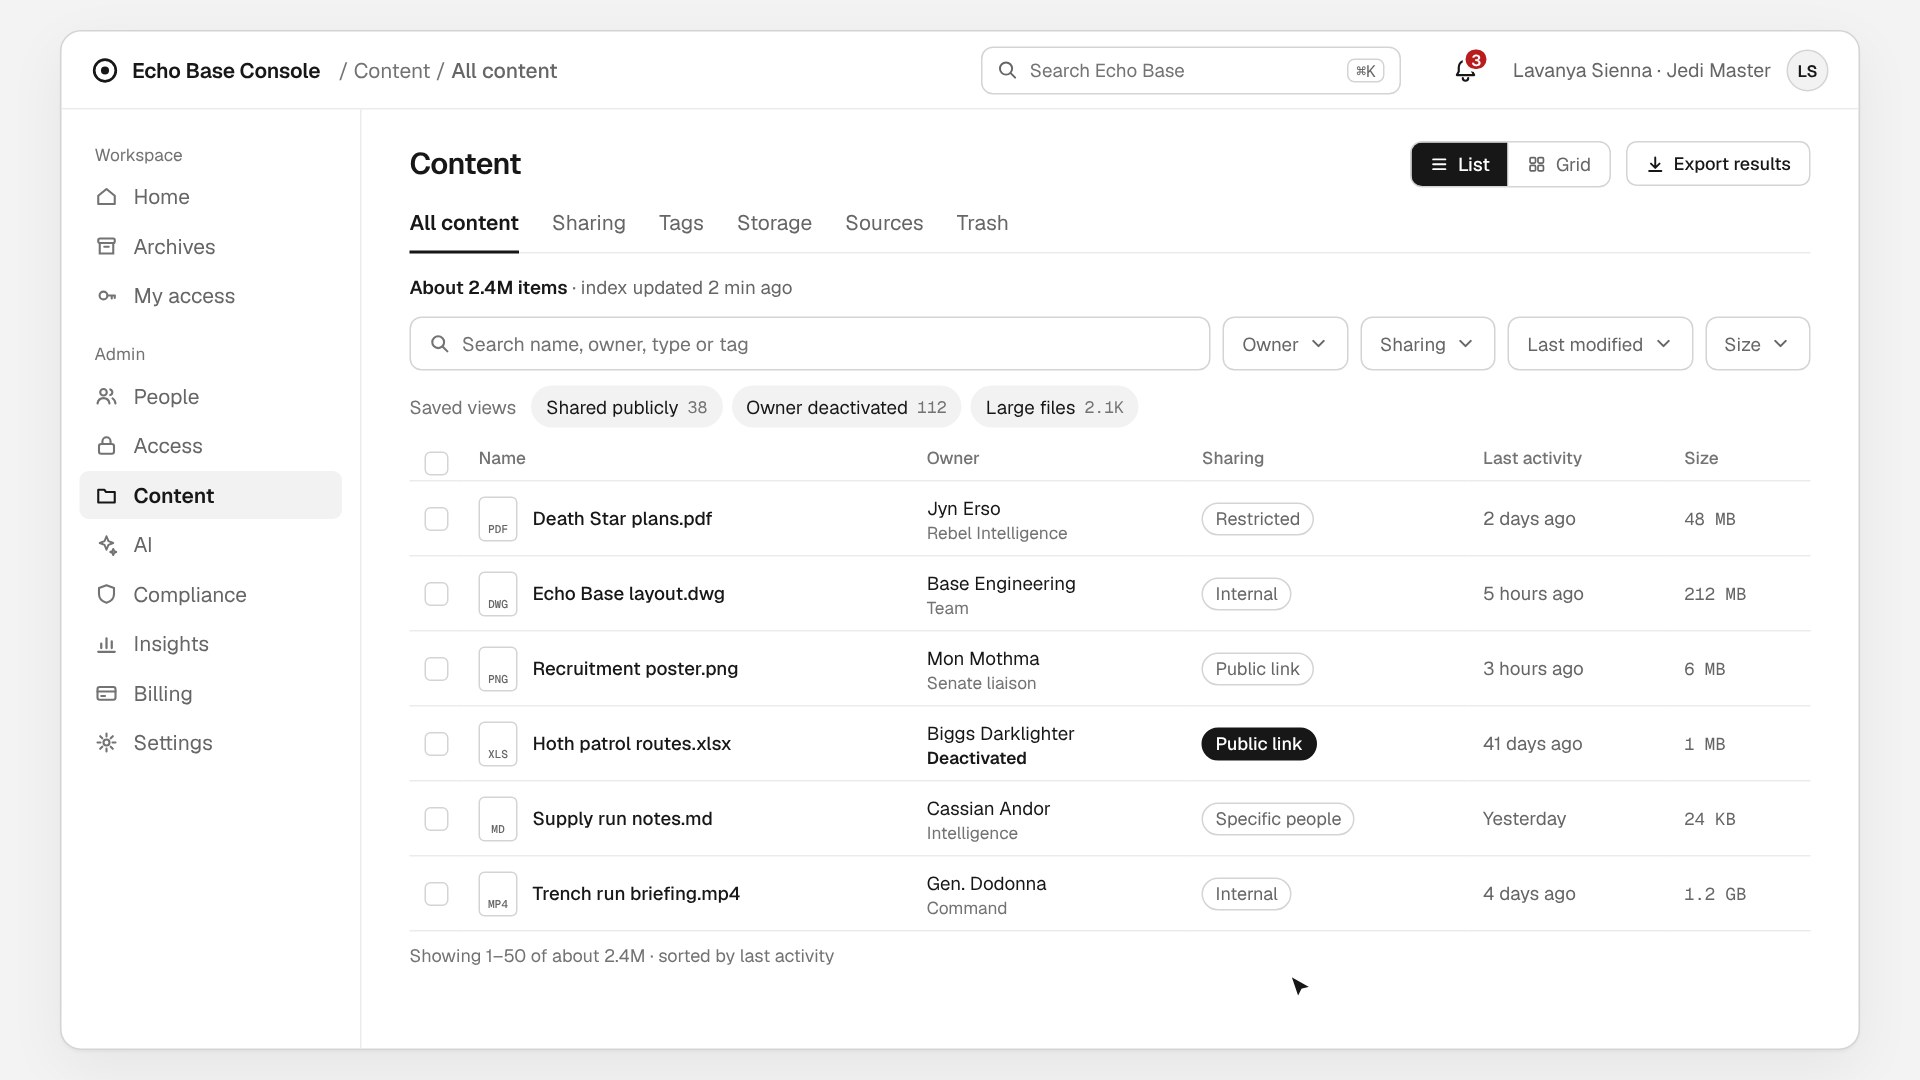 Echo Base Console / Content / All content
Search Echo Base ⌘K
3
Lavanya Sienna · Jedi Master LS
Workspace
Home
Archives
My access
Admin
People
Access
Content
AI
Compliance
Insights
Billing
Settings
Content
List Grid Export results
All content Sharing Tags Storage Sources Trash
About 2.4M items · index updated 2 min ago
Search name, owner, type or tag Owner Sharing Last modified Size
Saved views Shared publicly 38 Owner deactivated 112 Large files 2.1K
Name Owner Sharing Last activity Size
PDF Death Star plans.pdf Jyn Erso Restricted 2 days ago 48 MB
Rebel Intelligence
DWG Echo Base layout.dwg Base Engineering Internal 5 hours ago 212 MB
Team
PNG Recruitment poster.png Mon Mothma Public link 3 hours ago 6 MB
Senate liaison
XLS Hoth patrol routes.xlsx Biggs Darklighter Public link 41 days ago 1 MB
Deactivated
MD Supply run notes.md Cassian Andor Specific people Yesterday 24 KB
Intelligence
MP4 Trench run briefing.mp4 Gen. Dodonna Internal 4 days ago 1.2 GB
Command
Showing 1–50 of about 2.4M · sorted by last activity